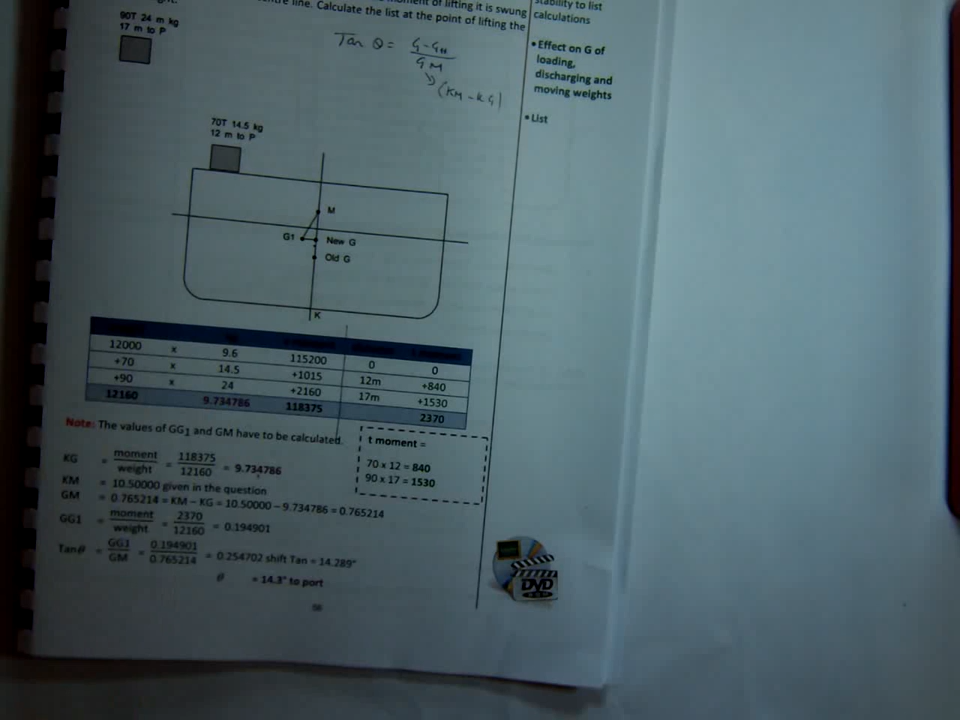 moment of lifting it is swung
centre line. Calculate the list at the point of lifting the
90T 24 m kg
17 m to P
Tan θ = G-G
GM
(KM - KG)
stability to list
calculations
• Effect on G of
loading,
discharging and
moving weights
• List
70T 14.5 kg
12 m to P
M
G1
New G
Old G
K
12000 x 9.6 115200 0 0
+70 x 14.5 +1015 12m +840
+90 x 24 +2160 17m +1530
12160 9.734786 118375 2370
Note: The values of GG1 and GM have to be calculated.
t moment =
70 x 12 = 840
90 x 17 = 1530
KG = moment/weight = 118375/12160 = 9.734786
KM = 10.50000 given in the question
GM = 0.765214 = KM – KG = 10.50000 – 9.734786 = 0.765214
GG1 = moment/weight = 2370/12160 = 0.194901
Tanθ = GG1/GM = 0.194901/0.765214 = 0.254702 shift Tan = 14.289°
θ = 14.3° to port
DVD